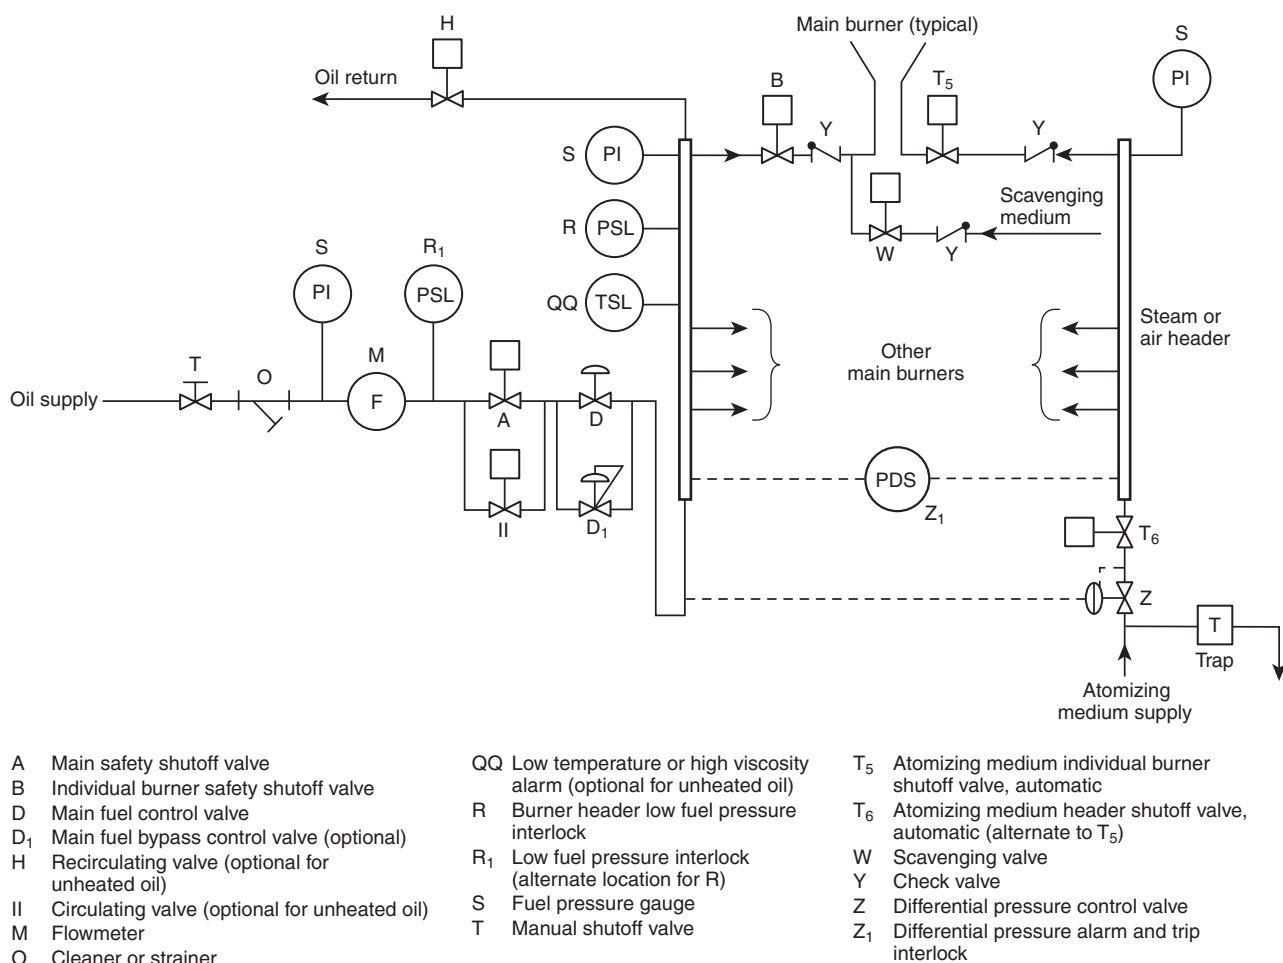 H
Main burner (typical)
S
Oil return
B
T5
PI
Y
Y
S
PI
Scavenging
medium
R
PSL
W
Y
S
R1
PI
PSL
QQ
TSL
Steam or
air header
Other
main burners
T
O
M
Oil supply
F
A
D
PDS
Z1
II
D1
T6
Z
T
Trap
Atomizing
medium supply
A Main safety shutoff valve
B Individual burner safety shutoff valve
D Main fuel control valve
D1 Main fuel bypass control valve (optional)
H Recirculating valve (optional for
unheated oil)
II Circulating valve (optional for unheated oil)
M Flowmeter
O Cleaner or strainer
QQ Low temperature or high viscosity
alarm (optional for unheated oil)
R Burner header low fuel pressure
interlock
R1 Low fuel pressure interlock
(alternate location for R)
S Fuel pressure gauge
T Manual shutoff valve
T5 Atomizing medium individual burner
shutoff valve, automatic
T6 Atomizing medium header shutoff valve,
automatic (alternate to T5)
W Scavenging valve
Y Check valve
Z Differential pressure control valve
Z1 Differential pressure alarm and trip
interlock